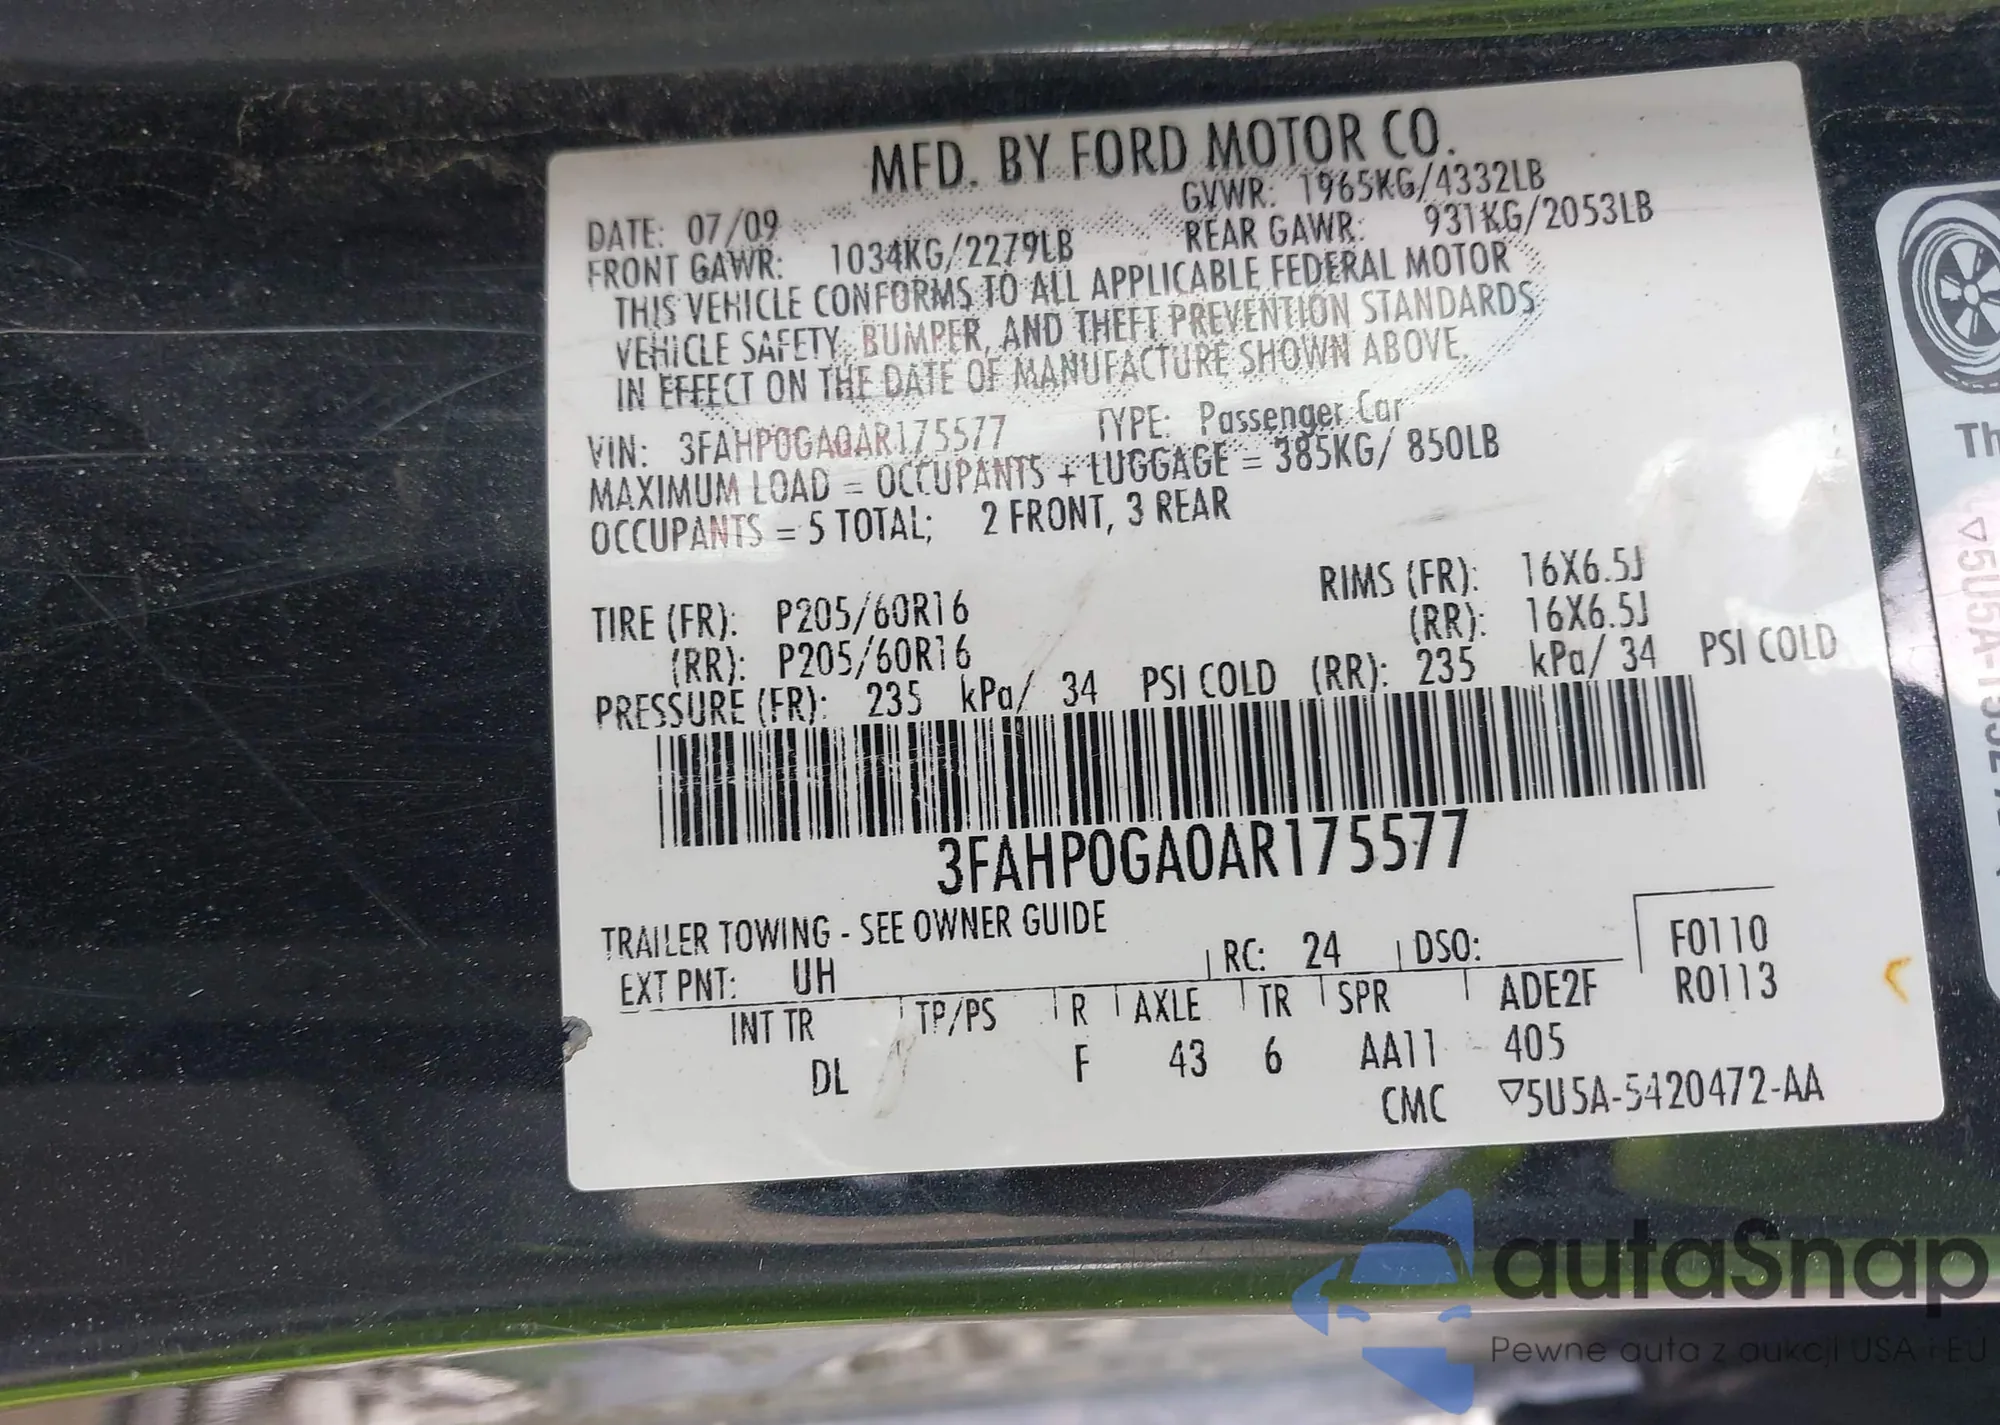 MFD. BY FORD MOTOR CO.
DATE: 07/09 GVWR: 1965KG/4332LB
FRONT GAWR: 1034KG/2279LB REAR GAWR: 931KG/2053LB
THIS VEHICLE CONFORMS TO ALL APPLICABLE FEDERAL MOTOR
VEHICLE SAFETY, BUMPER, AND THEFT PREVENTION STANDARDS
IN EFFECT ON THE DATE OF MANUFACTURE SHOWN ABOVE.
VIN: 3FAHP0GA0AR175577 TYPE: Passenger Car
MAXIMUM LOAD = OCCUPANTS + LUGGAGE = 385KG/ 850LB
OCCUPANTS = 5 TOTAL; 2 FRONT, 3 REAR
TIRE (FR): P205/60R16 RIMS (FR): 16X6.5J
(RR): P205/60R16 (RR): 16X6.5J
PRESSURE (FR): 235 kPa/ 34 PSI COLD (RR): 235 kPa/ 34 PSI COLD
3FAHP0GA0AR175577
TRAILER TOWING - SEE OWNER GUIDE
EXT PNT: UH RC: 24 DSO: F0110
INT TR TP/PS R AXLE TR SPR ADE2F R0113
DL F 43 6 AA11 405
CMC ▽5U5A-5420472-AA
Th
▽5U5A-1532
autaSnap
Pewne auta z aukcji USA i EU